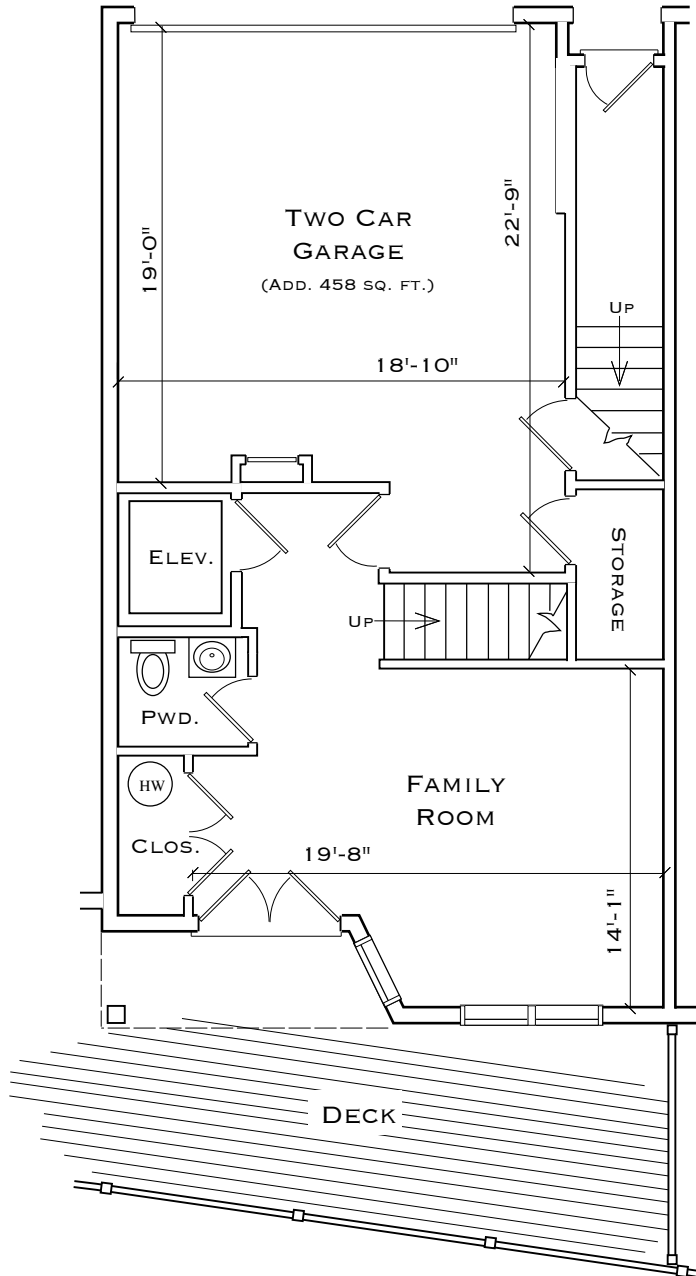 19'-0"
TWO CAR
GARAGE
(ADD. 458 SQ. FT.)
22'-9"
UP
18'-10"
ELEV.
STORAGE
UP
PWD.
HW
FAMILY
ROOM
CLOS.
19'-8"
14'-1"
DECK